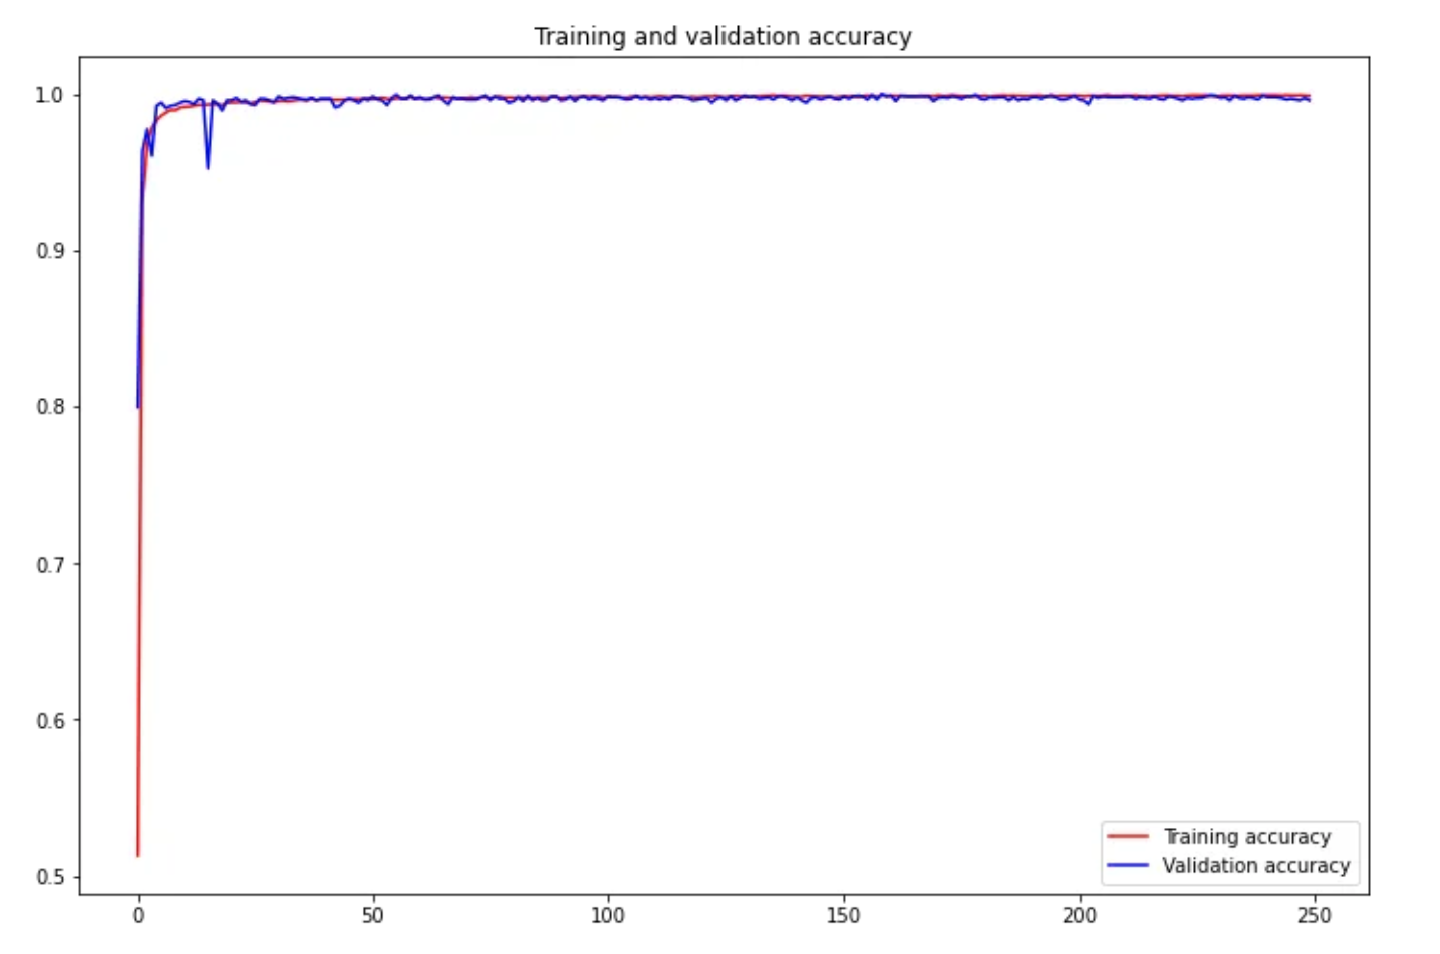 Training and validation accuracy
1.0
0.9
0.8
0.7
0.6
0.5
0 50 100 150 200 250
Training accuracy
Validation accuracy